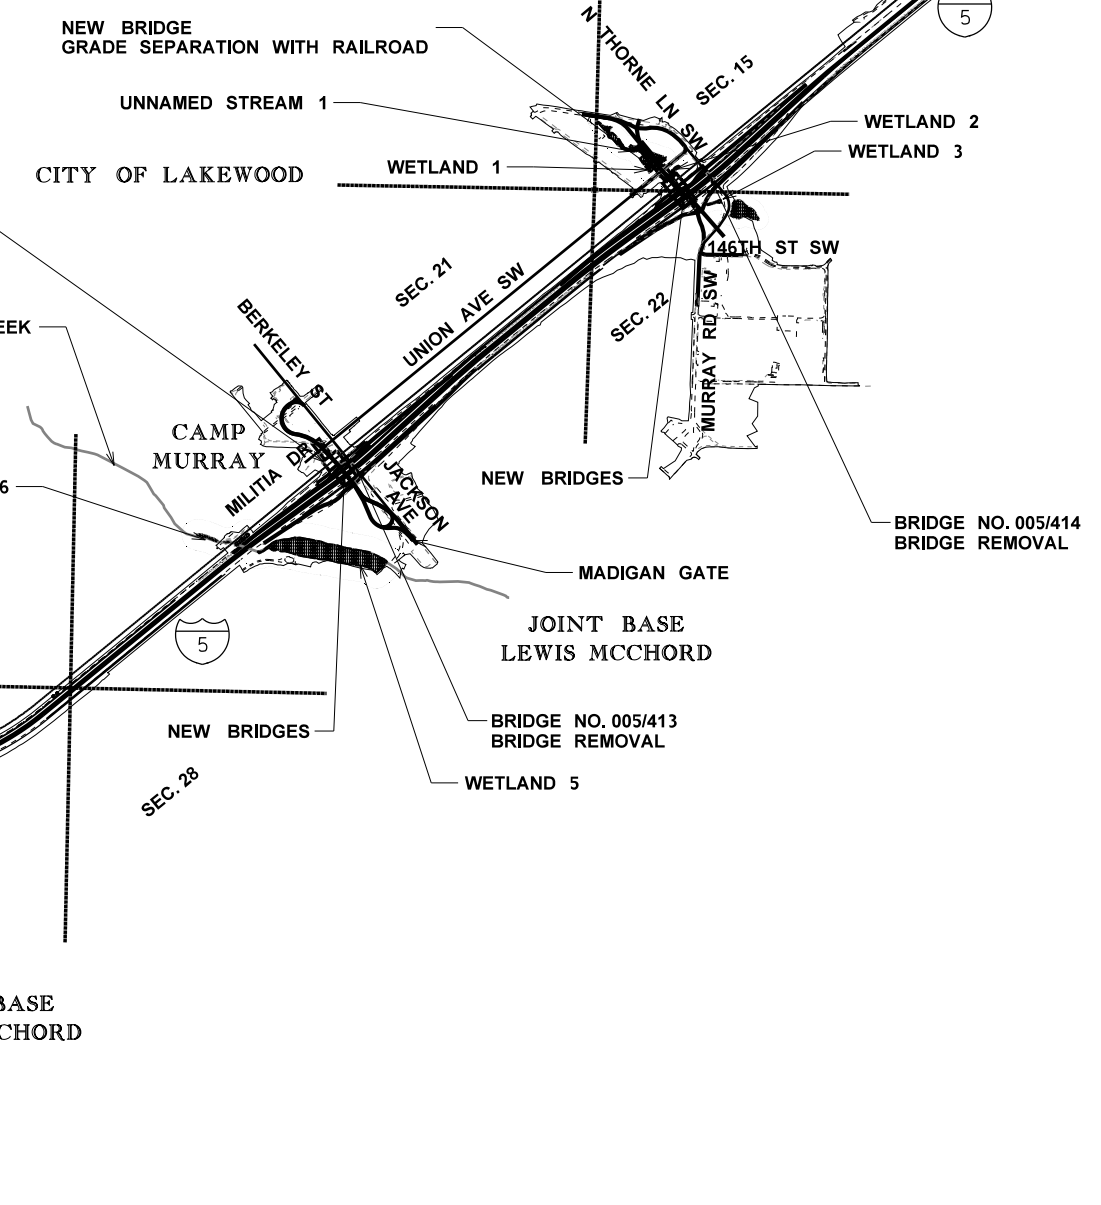 NEW BRIDGE
GRADE SEPARATION WITH RAILROAD
5
N THORNE LN SW
SEC. 15
UNNAMED STREAM 1
WETLAND 2
WETLAND 3
WETLAND 1
CITY OF LAKEWOOD
146TH ST SW
SEC. 21
UNION AVE SW
SEC. 22
MURRAY RD SW
EEK
BERKELEY ST
CAMP
MURRAY
MILITIA DR
JACKSON
AVE
6
NEW BRIDGES
BRIDGE NO. 005/414
BRIDGE REMOVAL
MADIGAN GATE
JOINT BASE
LEWIS MCCHORD
5
NEW BRIDGES
BRIDGE NO. 005/413
BRIDGE REMOVAL
WETLAND 5
SEC. 28
BASE
CHORD